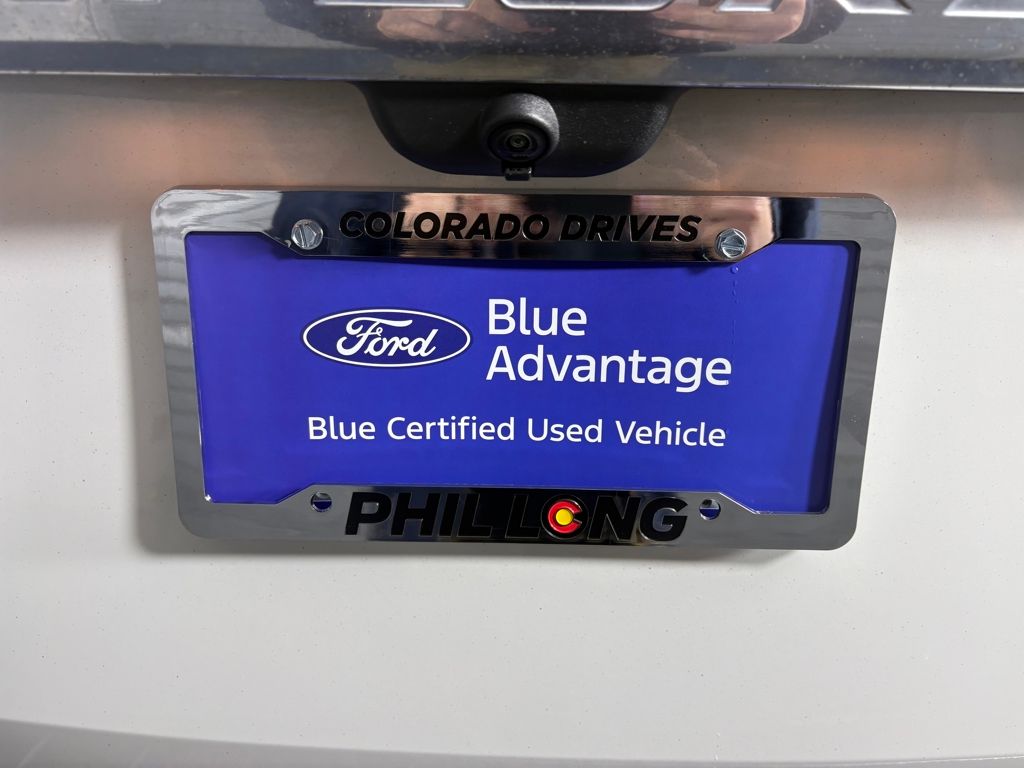 COLORADO DRIVES
Ford
Blue
Advantage
Blue Certified Used Vehicle
PHIL LONG